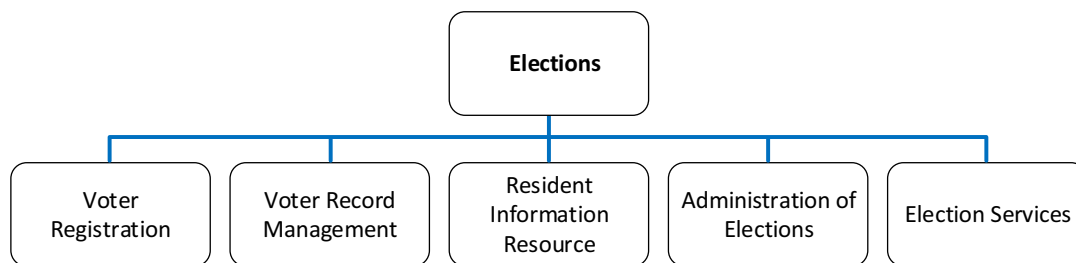 Elections
Voter
Registration
Voter Record
Management
Resident
Information
Resource
Administration of
Elections
Election Services